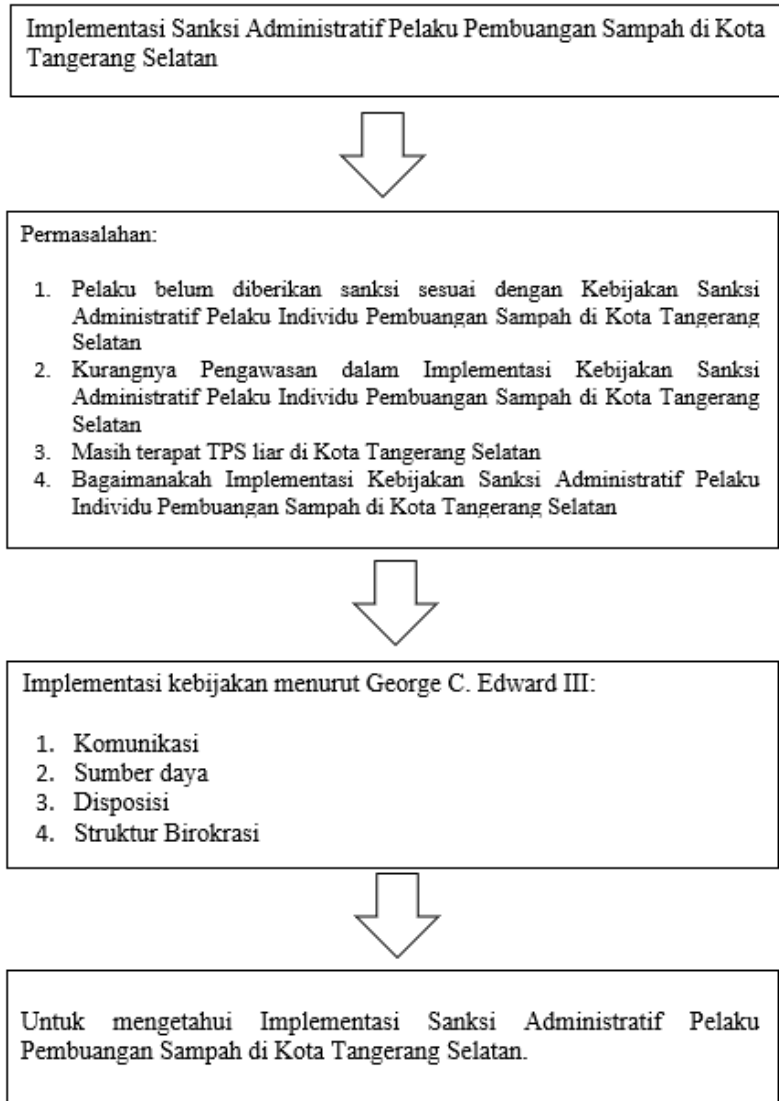 Implementasi Sanksi Administratif Pelaku Pembuangan Sampah di Kota
Tangerang Selatan
Permasalahan:
1. Pelaku belum diberikan sanksi sesuai dengan Kebijakan Sanksi
Administratif Pelaku Individu Pembuangan Sampah di Kota Tangerang
Selatan
2. Kurangnya Pengawasan dalam Implementasi Kebijakan Sanksi
Administratif Pelaku Individu Pembuangan Sampah di Kota Tangerang
Selatan
3. Masih terapat TPS liar di Kota Tangerang Selatan
4. Bagaimanakah Implementasi Kebijakan Sanksi Administratif Pelaku
Individu Pembuangan Sampah di Kota Tangerang Selatan
Implementasi kebijakan menurut George C. Edward III:
1. Komunikasi
2. Sumber daya
3. Disposisi
4. Struktur Birokrasi
Untuk mengetahui Implementasi Sanksi Administratif Pelaku
Pembuangan Sampah di Kota Tangerang Selatan.